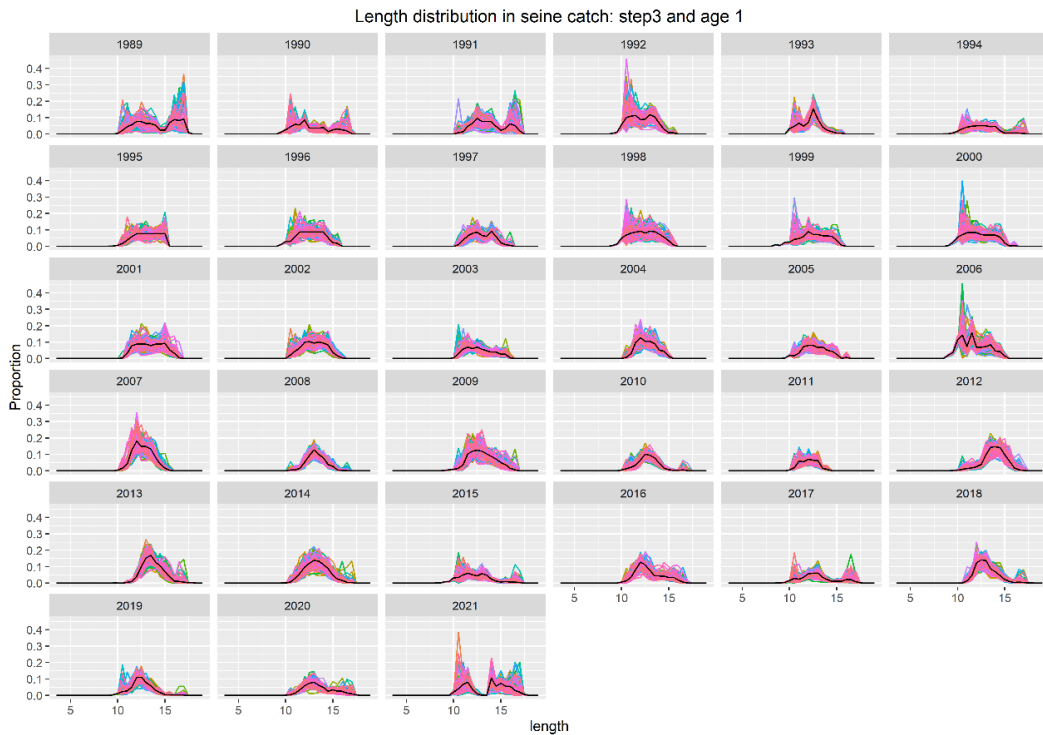 Length distribution in seine catch: step3 and age 1
1989 1990 1991 1992 1993 1994
0.4
0.3
0.2
0.1
0.0
1995 1996 1997 1998 1999 2000
0.4
0.3
0.2
0.1
0.0
2001 2002 2003 2004 2005 2006
0.4
0.3
0.2
0.1
0.0
Proportion
2007 2008 2009 2010 2011 2012
0.4
0.3
0.2
0.1
0.0
2013 2014 2015 2016 2017 2018
0.4
0.3
0.2
0.1
0.0
5 10 15 5 10 15 5 10 15
2019 2020 2021
0.4
0.3
0.2
0.1
0.0
5 10 15 5 10 15 5 10 15
length